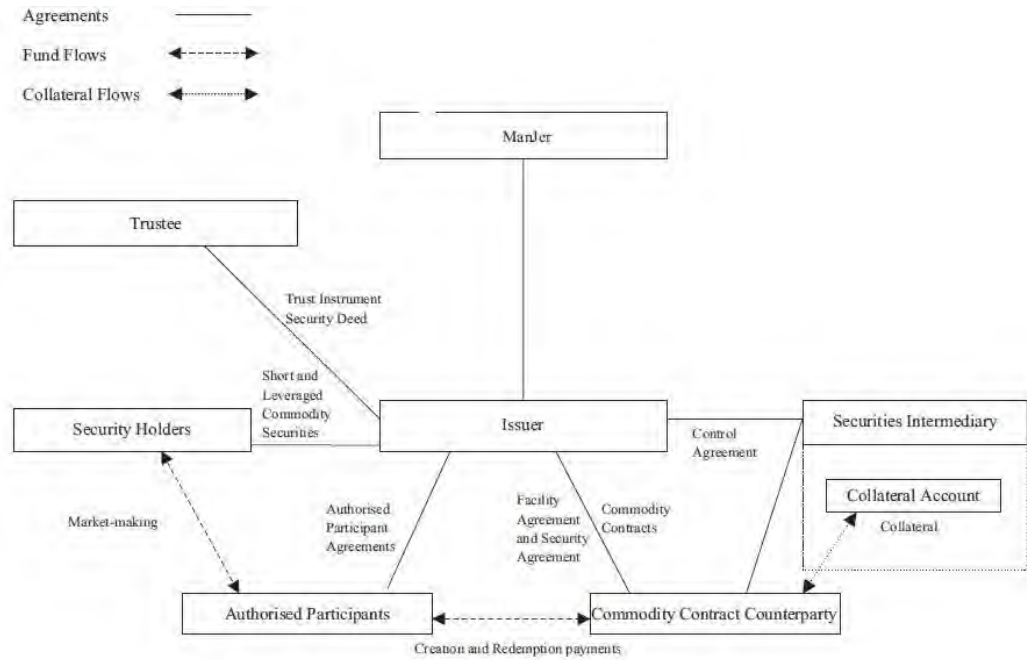 Agreements
Fund Flows
Collateral Flows
ManJer
Trustee
Trust Instrument
Security Deed
Short and
Leveraged
Commodity
Securities
Security Holders
Issuer
Control
Agreement
Securities Intermediary
Collateral Account
Collateral
Market-making
Authorised
Participant
Agreements
Facility
Agreement
and Security
Agreement
Commodity
Contracts
Authorised Participants
Commodity Contract Counterparty
Creation and Redemption payments